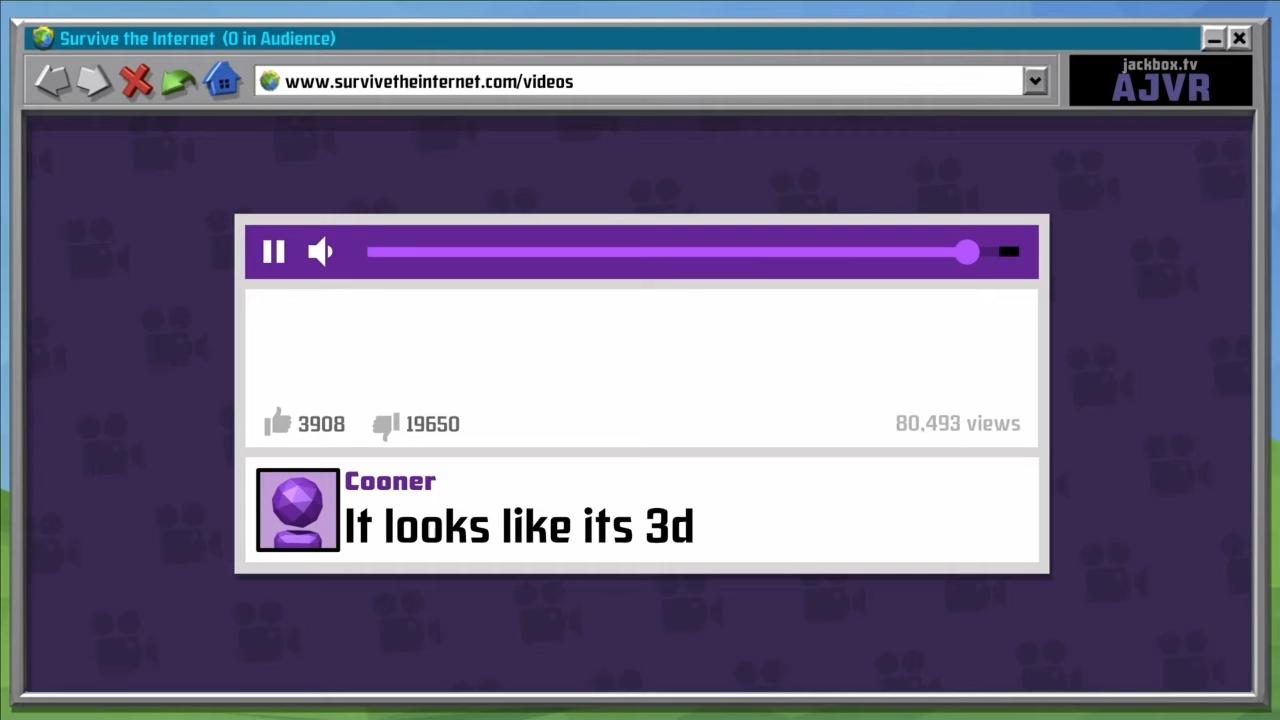 Survive the Internet (0 in Audience)
www.survivetheinternet.com/videos
jackbox.tv
AJVR
3908 19650 80,493 views
Cooner
It looks like its 3d